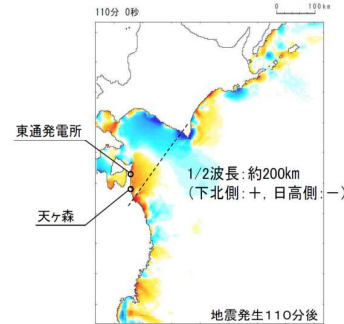 110分 0秒
0 100km
東通発電所
1/2波長:約200km
(下北側:+, 日高側:-)
天ヶ森
地震発生110分後